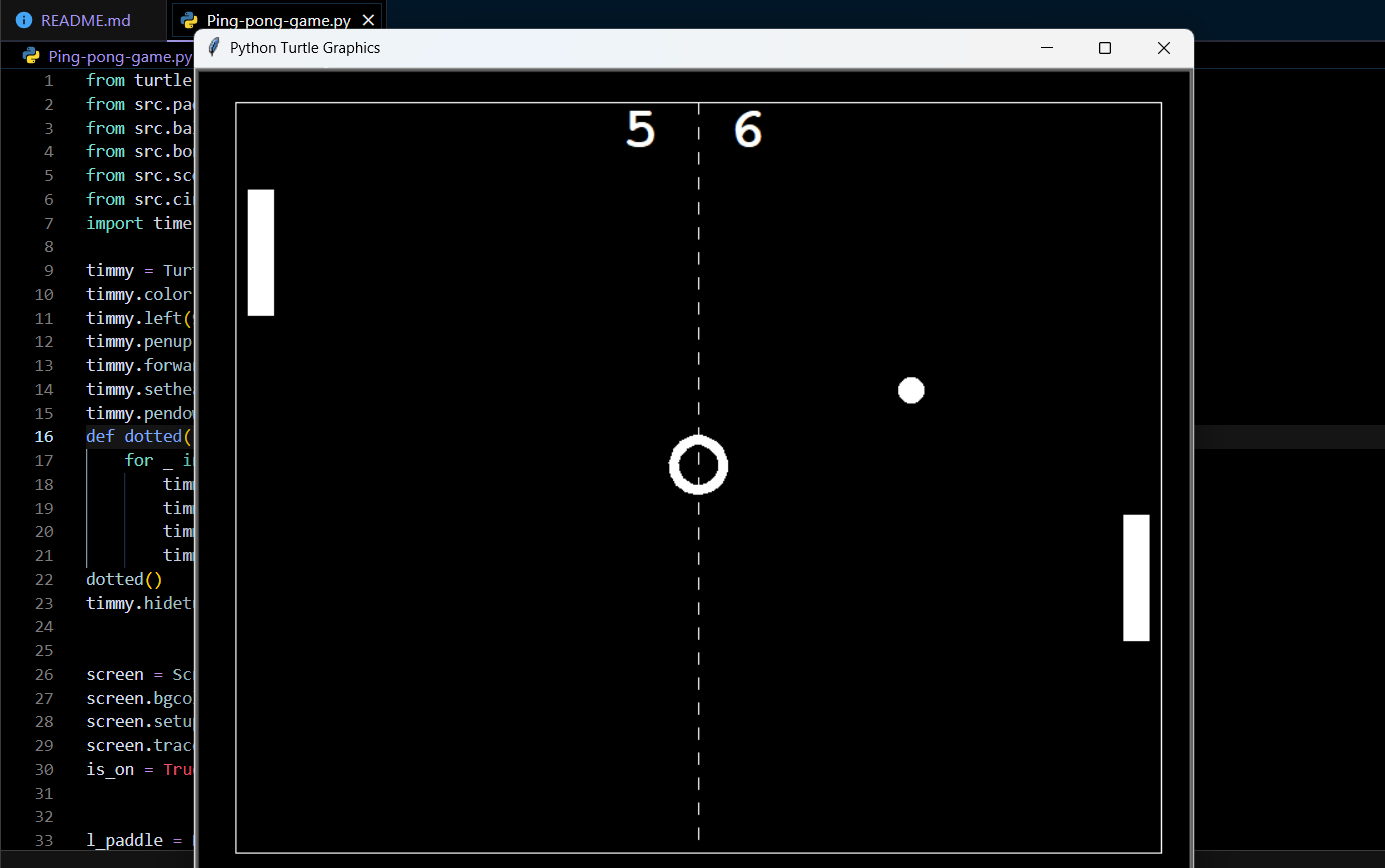 README.md
Ping-pong-game.py
Ping-pong-game.py
Python Turtle Graphics
5 6
1 from turtle
2 from src.pa
3 from src.ba
4 from src.bo
5 from src.sc
6 from src.ci
7 import time
8
9 timmy = Tur
10 timmy.color
11 timmy.left(
12 timmy.penup
13 timmy.forwa
14 timmy.sethe
15 timmy.pendo
16 def dotted(
17 for _ in
18 tim
19 tim
20 tim
21 tim
22 dotted()
23 timmy.hidet
24
25
26 screen = Sc
27 screen.bgco
28 screen.setu
29 screen.trac
30 is_on = Tru
31
32
33 l_paddle =